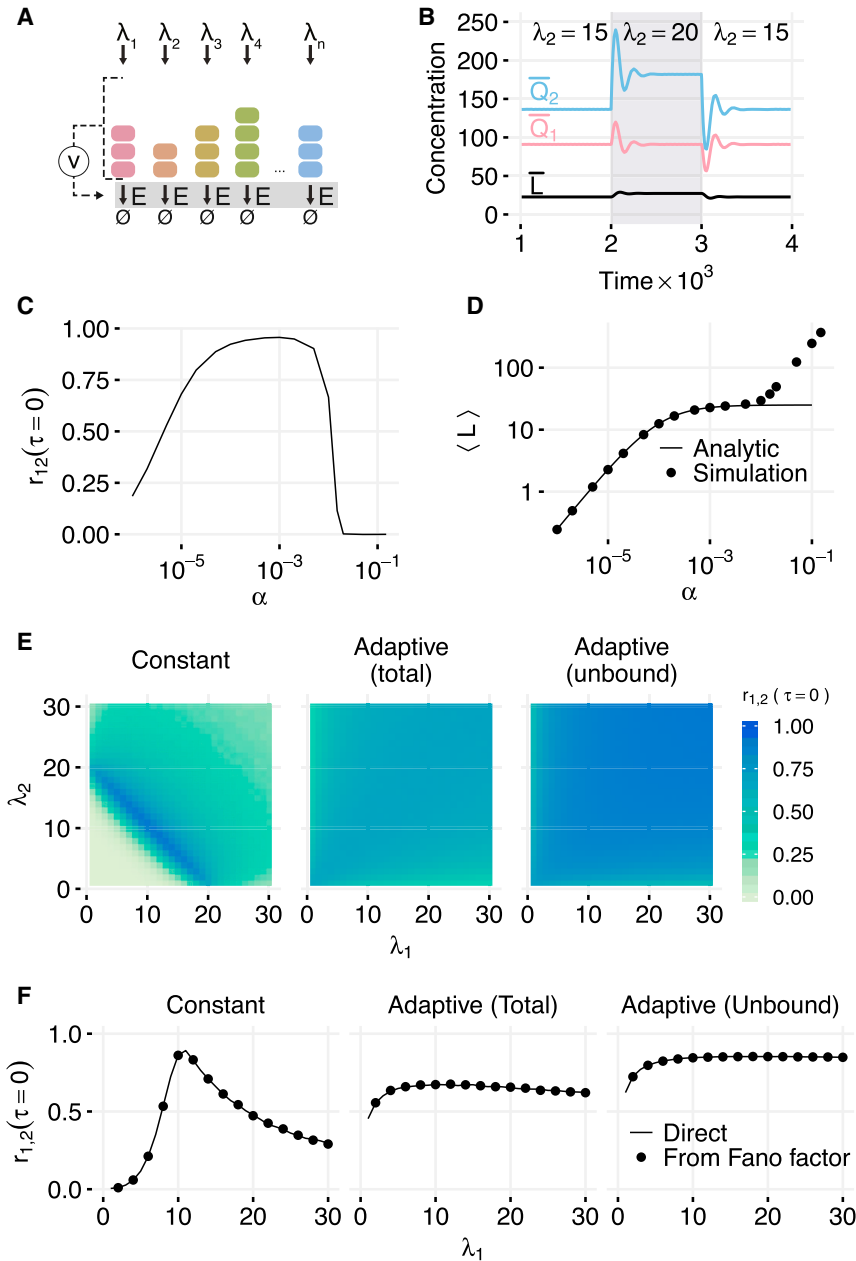 A
λ1 λ2 λ3 λ4 λn
V
...
E E E E E
∅ ∅ ∅ ∅ ∅
B
λ2 = 15 λ2 = 20 λ2 = 15
250
200
150
100
50
0
Concentration
Q2
Q1
L
1 2 3 4
Time × 10^3
C
1.00
0.75
0.50
0.25
0.00
r12(τ = 0)
10^−5 10^−3 10^−1
α
D
100
10
1
⟨ L ⟩
Analytic
Simulation
10^−5 10^−3 10^−1
α
E
Constant
Adaptive
(total)
Adaptive
(unbound)
30
20
10
0
λ2
0 10 20 30
0 10 20 30
0 10 20 30
λ1
r1,2 ( τ = 0 )
1.00
0.75
0.50
0.25
0.00
F
Constant
Adaptive (Total)
Adaptive (Unbound)
1.0
0.5
0.0
r1,2(τ = 0)
Direct
From Fano factor
0 10 20 30
0 10 20 30
0 10 20 30
λ1